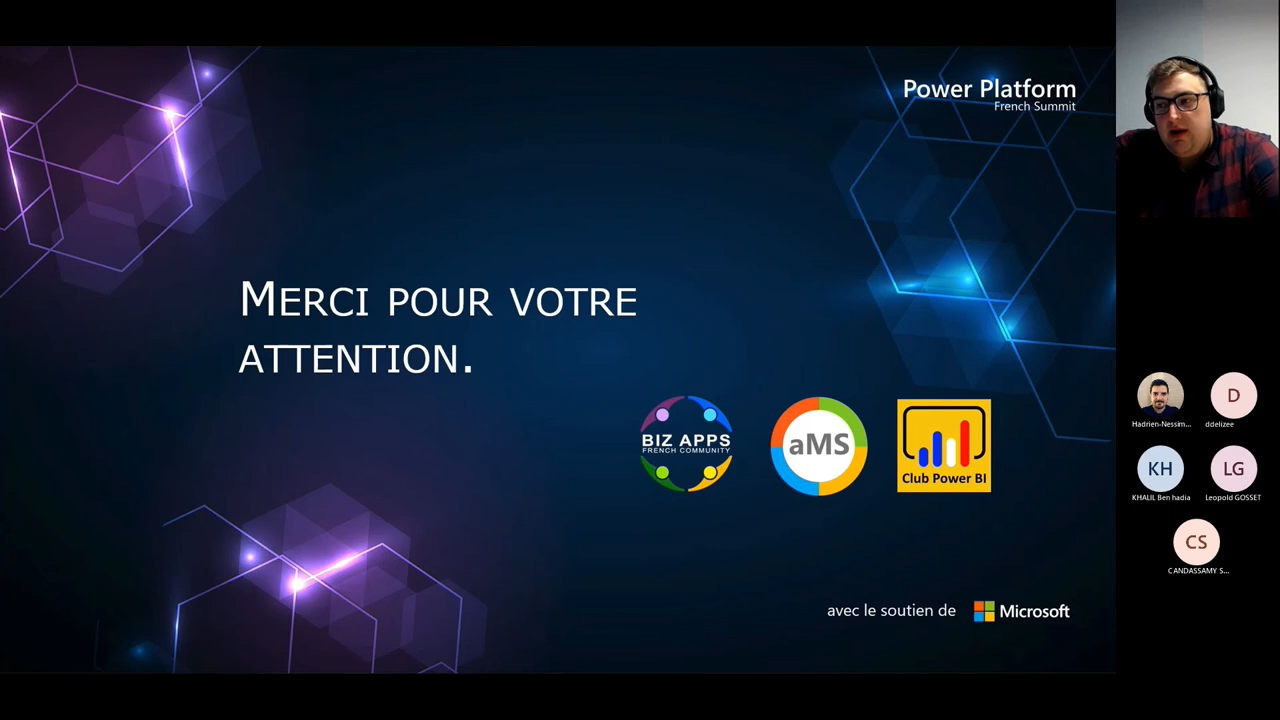 Power Platform
French Summit
MERCI POUR VOTRE
ATTENTION.
BIZ APPS
FRENCH COMMUNITY
aMS
Club Power BI
avec le soutien de Microsoft
Hadrien-Nessim...
D
ddelizee
KH
KHALIL Ben hadia
LG
Leopold GOSSET
CS
CANDASSAMY S...